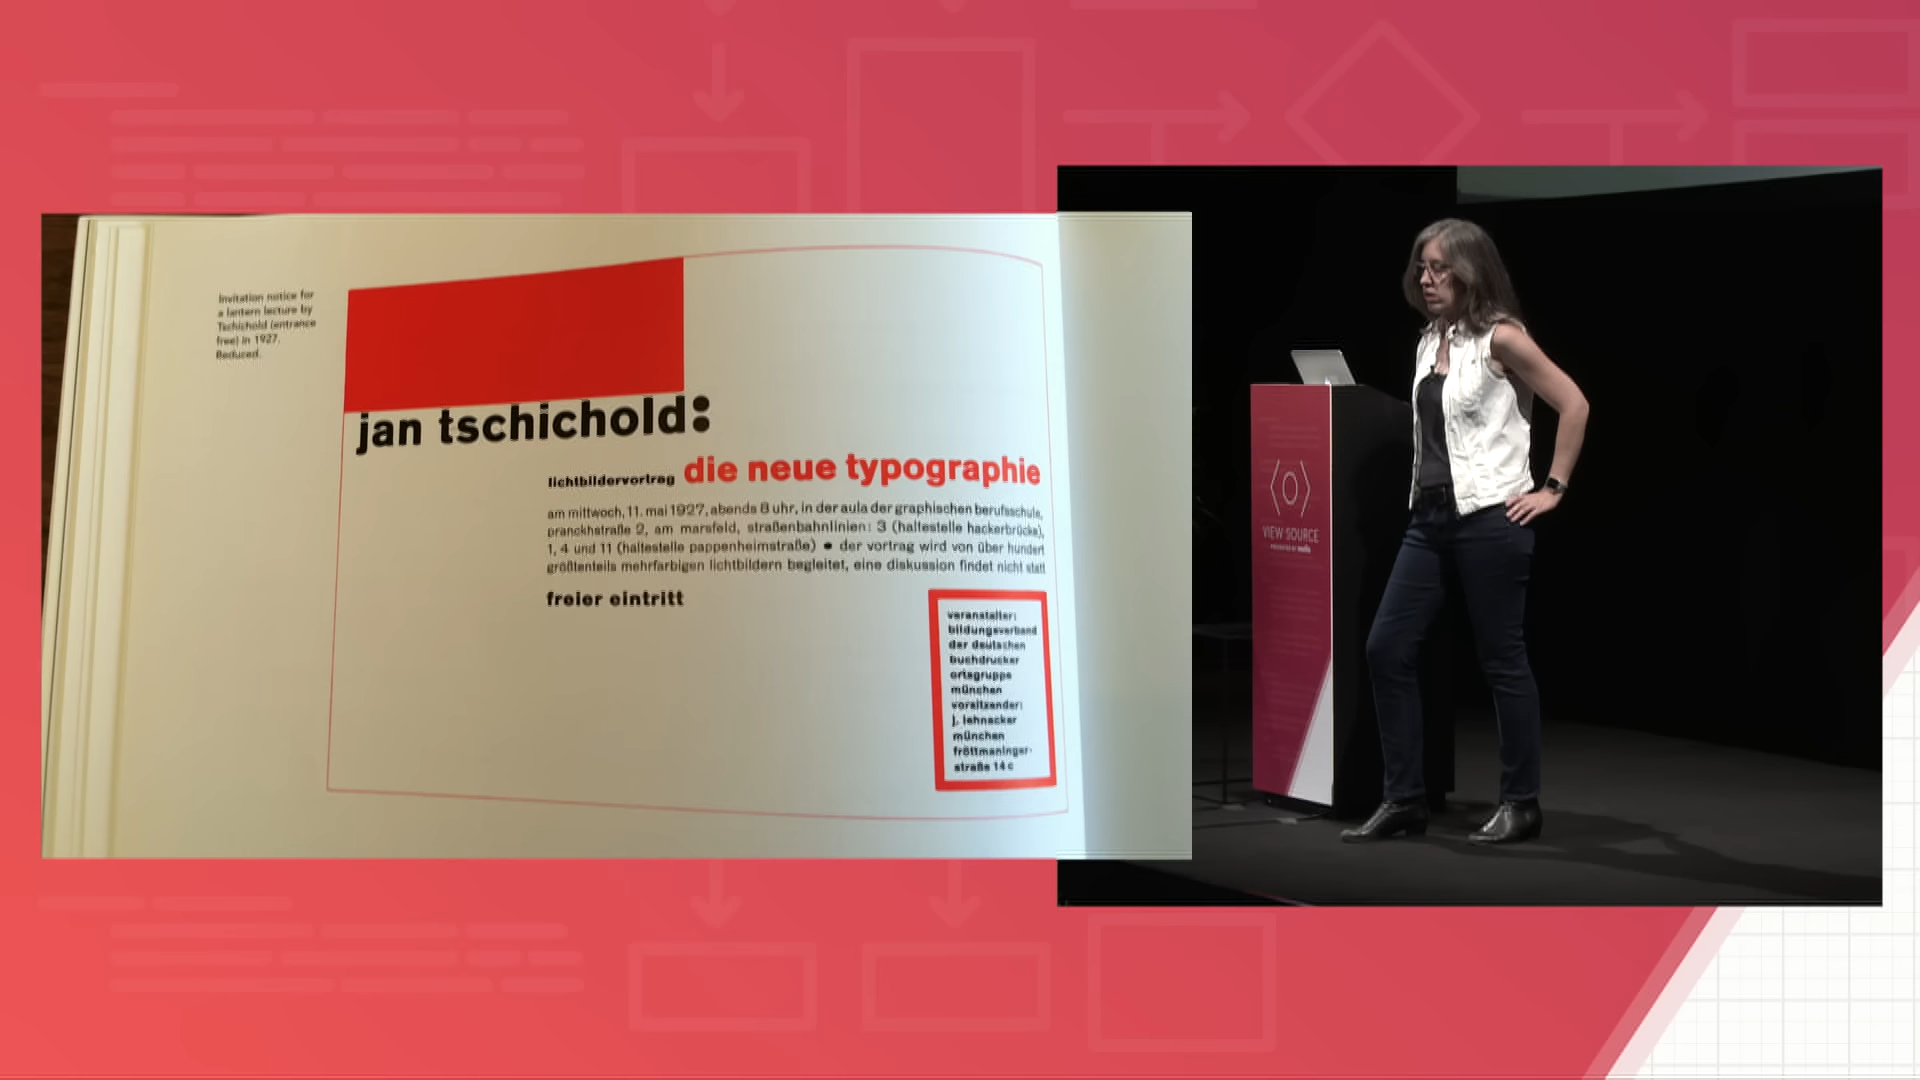 Invitation notice for
a lantern lecture by
Tschichold (entrance
free) in 1927.
Reduced.
jan tschichold:
lichtbildervortrag die neue typographie
am mittwoch, 11. mai 1927, abends 8 uhr, in der aula der graphischen berufsschule,
pranckhstraße 2, am marsfeld, straßenbahnlinien: 3 (haltestelle hackerbrücke),
1, 4 und 11 (haltestelle pappenheimstraße) ● der vortrag wird von über hundert
größtenteils mehrfarbigen lichtbildern begleitet, eine diskussion findet nicht statt
freier eintritt
veranstalter:
bildungsverband
der deutschen
buchdrucker
ortsgruppe
münchen
vorsitzender:
j. lehnacker
münchen
fröttmaninger-
straße 14 c
VIEW SOURCE
PRESENTED BY moz://a